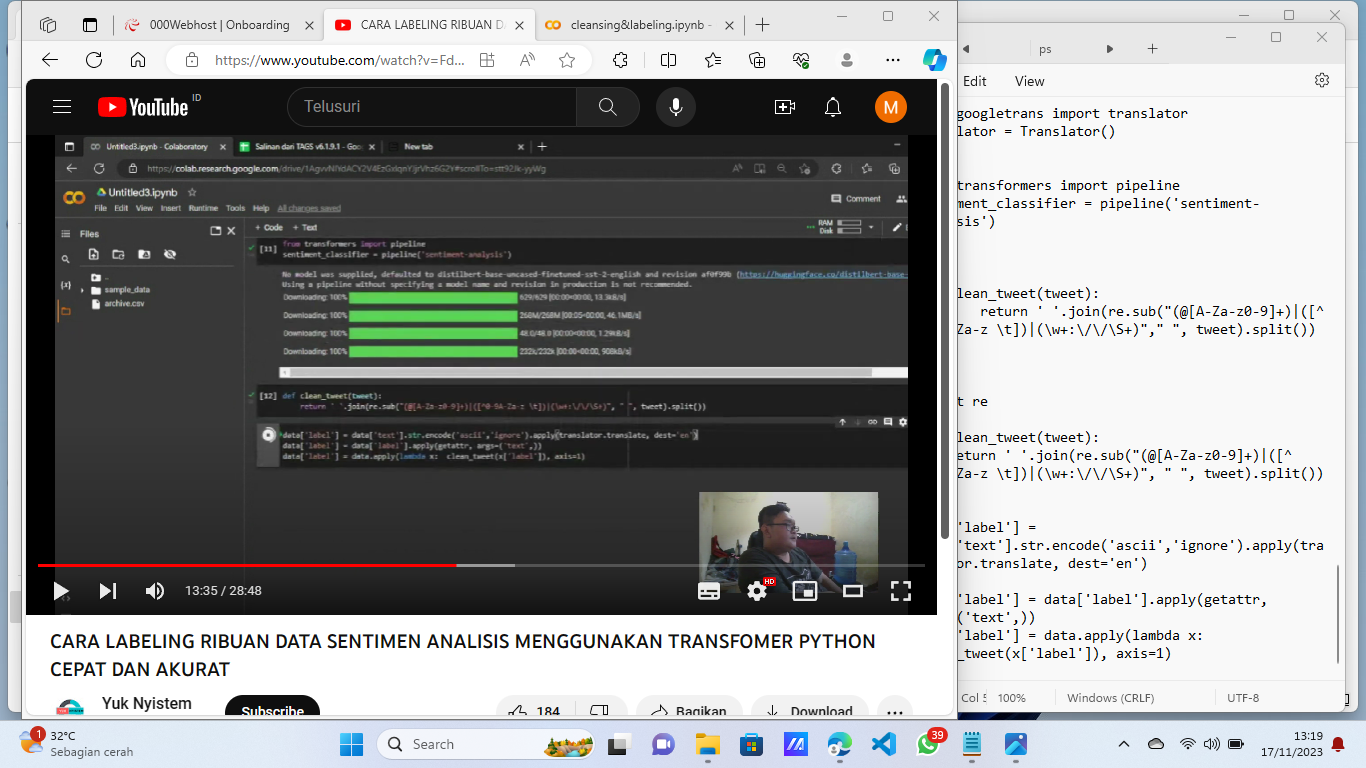 000Webhost | Onboarding
CARA LABELING RIBUAN DA
cleansing&labeling.ipynb -
https://www.youtube.com/watch?v=Fd...
YouTube ID
Telusuri
M
Untitled3.ipynb - Colaboratory
Salinan dari TAGS v6.1.9.1 - Goo
New tab
Untitled3.ipynb
File Edit View Insert Runtime Tools Help All changes saved
Comment
Files
+ Code + Text
RAM
Disk
..
sample_data
archive.csv
[11] from transformers import pipeline
sentiment_classifier = pipeline('sentiment-analysis')
No model was supplied, defaulted to distilbert-base-uncased-finetuned-sst-2-english and revision af0f99b (https://huggingface.co/distilbert-base-
Using a pipeline without specifying a model name and revision in production is not recommended.
Downloading: 100% 629/629 [00:00<00:00, 13.3kB/s]
Downloading: 100% 268M/268M [00:05<00:00, 46.1MB/s]
Downloading: 100% 48.0/48.0 [00:00<00:00, 1.29kB/s]
Downloading: 100% 232k/232k [00:00<00:00, 908kB/s]
[12] def clean_tweet(tweet):
return ' '.join(re.sub("(@[A-Za-z0-9]+)|([^0-9A-Za-z \t])|(\w+:\/\/\S+)", " ", tweet).split())
data['label'] = data['text'].str.encode('ascii','ignore').apply(translator.translate, dest='en')
data['label'] = data['label'].apply(getattr, args=('text',))
data['label'] = data.apply(lambda x: clean_tweet(x['label']), axis=1)
13:35 / 28:48
HD
CARA LABELING RIBUAN DATA SENTIMEN ANALISIS MENGGUNAKAN TRANSFOMER PYTHON
CEPAT DAN AKURAT
Yuk Nyistem
Subscribe
184
Bagikan
Download
ps
Edit View
googletrans import translator
lator = Translator()
transformers import pipeline
ment_classifier = pipeline('sentiment-
sis')
lean_tweet(tweet):
return ' '.join(re.sub("(@[A-Za-z0-9]+)|([^
Za-z \t])|(\w+:\/\/\S+)"," ", tweet).split())
t re
lean_tweet(tweet):
eturn ' '.join(re.sub("(@[A-Za-z0-9]+)|([^
Za-z \t])|(\w+:\/\/\S+)", " ", tweet).split())
'label'] =
'text'].str.encode('ascii','ignore').apply(tra
or.translate, dest='en')
'label'] = data['label'].apply(getattr,
('text',))
'label'] = data.apply(lambda x:
_tweet(x['label']), axis=1)
Col 5 100% Windows (CRLF) UTF-8
1
32°C
Sebagian cerah
Search
39
13:19
17/11/2023